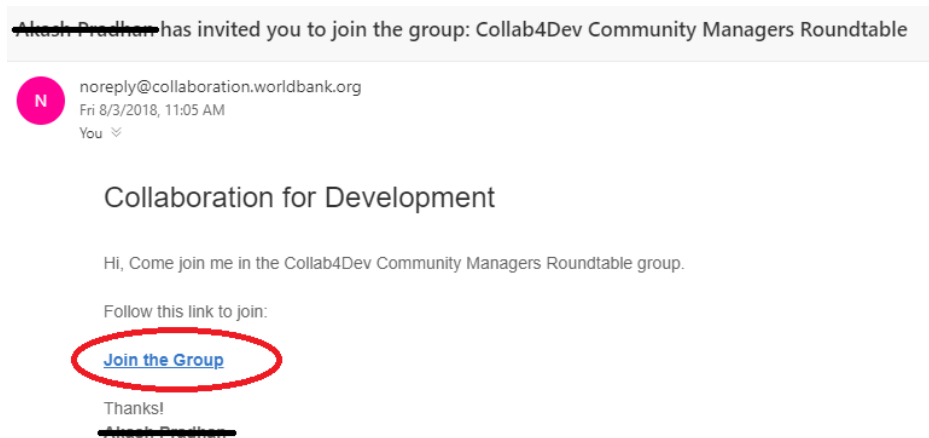 has invited you to join the group: Collab4Dev Community Managers Roundtable
N
noreply@collaboration.worldbank.org
Fri 8/3/2018, 11:05 AM
You
Collaboration for Development
Hi, Come join me in the Collab4Dev Community Managers Roundtable group.
Follow this link to join:
Join the Group
Thanks!